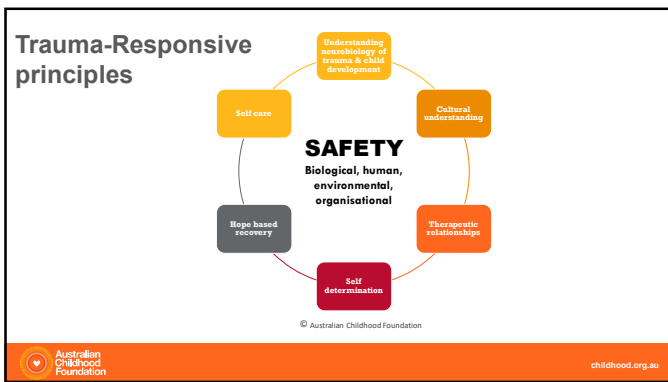 Trauma-Responsive
principles
Understanding
neurobiology of
trauma & child
development
Cultural
understanding
Therapeutic
relationships
Self
determination
Hope based
recovery
Self care
SAFETY
Biological, human,
environmental,
organisational
© Australian Childhood Foundation
Australian
Childhood
Foundation
childhood.org.au